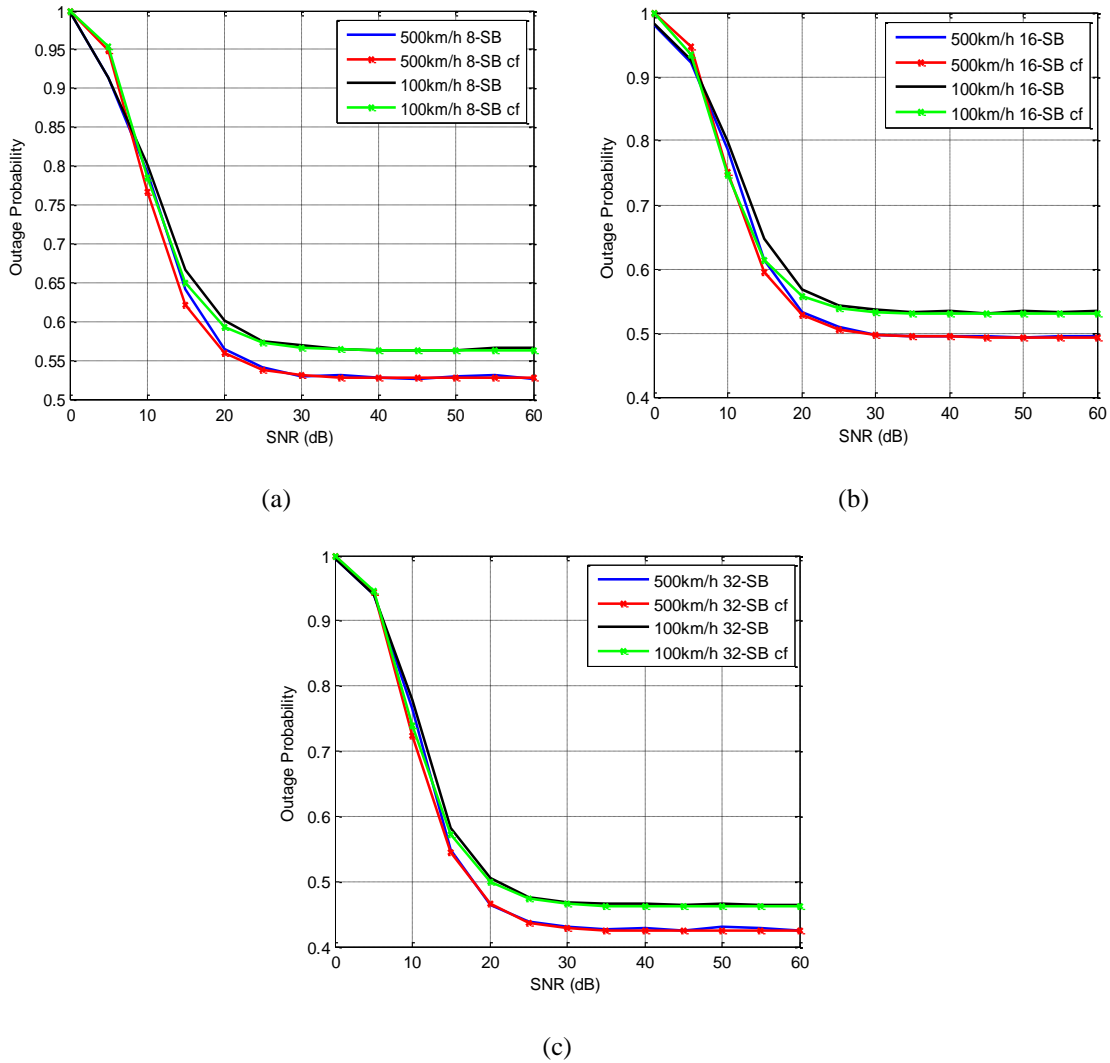 1
0.95
0.9
0.85
0.8
0.75
0.7
0.65
0.6
0.55
0.5
0 10 20 30 40 50 60
Outage Probability
SNR (dB)
500km/h 8-SB
500km/h 8-SB cf
100km/h 8-SB
100km/h 8-SB cf
(a)
1
0.9
0.8
0.7
0.6
0.5
0.4
0 10 20 30 40 50 60
Outage Probability
SNR (dB)
500km/h 16-SB
500km/h 16-SB cf
100km/h 16-SB
100km/h 16-SB cf
(b)
1
0.9
0.8
0.7
0.6
0.5
0.4
0 10 20 30 40 50 60
Outage Probability
SNR (dB)
500km/h 32-SB
500km/h 32-SB cf
100km/h 32-SB
100km/h 32-SB cf
(c)